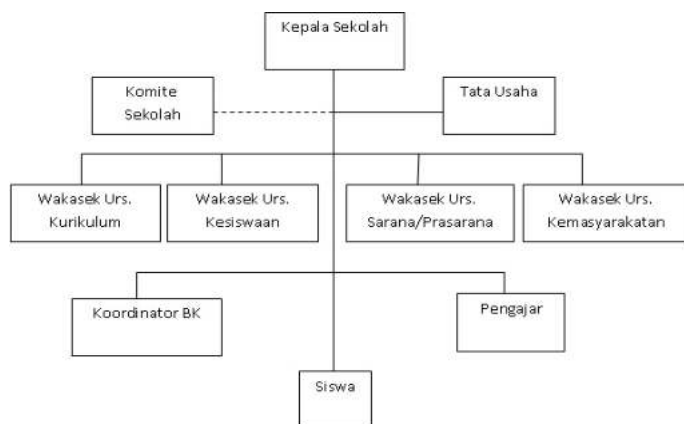 Kepala Sekolah
Komite
Sekolah
Tata Usaha
Wakasek Urs.
Kurikulum
Wakasek Urs.
Kesiswaan
Wakasek Urs.
Sarana/Prasarana
Wakasek Urs.
Kemasyarakatan
Koordinator BK
Pengajar
Siswa